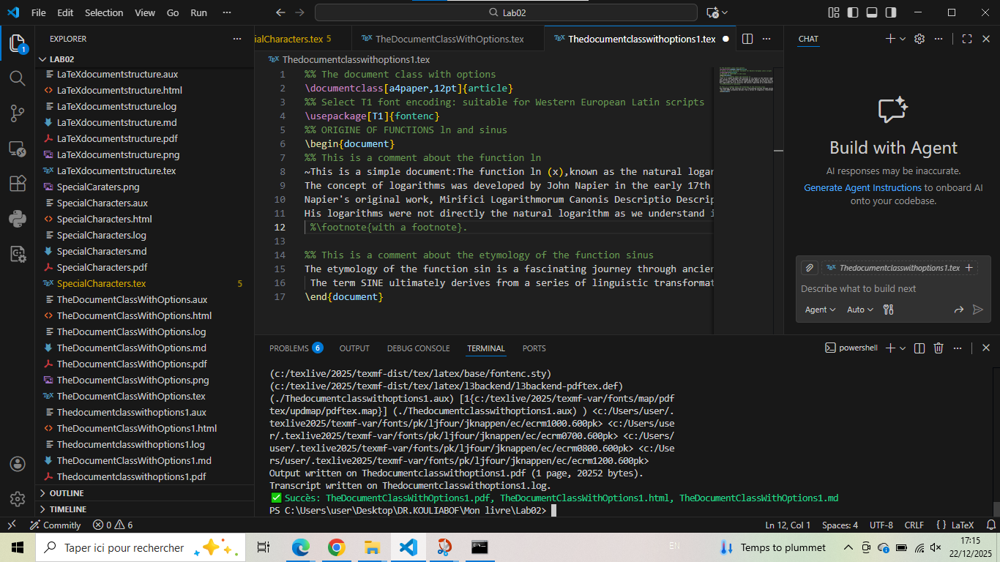 File Edit Selection View Go Run ··· Lab02
EXPLORER ···
LAB02
LaTeXdocumentstructure.aux
LaTeXdocumentstructure.html
LaTeXdocumentstructure.log
LaTeXdocumentstructure.md
LaTeXdocumentstructure.pdf
LaTeXdocumentstructure.png
LaTeXdocumentstructure.tex
SpecialCaraters.png
SpecialCharacters.aux
SpecialCharacters.html
SpecialCharacters.log
SpecialCharacters.md
SpecialCharacters.pdf
SpecialCharacters.tex 5
TheDocumentClassWithOptions.aux
TheDocumentClassWithOptions.html
TheDocumentClassWithOptions.log
TheDocumentClassWithOptions.md
TheDocumentClassWithOptions.pdf
TheDocumentClassWithOptions.png
TheDocumentClassWithOptions.tex
Thedocumentclasswithoptions1.aux
TheDocumentClassWithOptions1.html
Thedocumentclasswithoptions1.log
TheDocumentClassWithOptions1.md
Thedocumentclasswithoptions1.pdf
OUTLINE
TIMELINE
1
ialCharacters.tex 5 TheDocumentClassWithOptions.tex Thedocumentclasswithoptions1.tex ···
Thedocumentclasswithoptions1.tex
1 %% The document class with options
2 \documentclass[a4paper,12pt]{article}
3 %% Select T1 font encoding: suitable for Western European Latin scripts
4 \usepackage[T1]{fontenc}
5 %% ORIGINE OF FUNCTIONS ln and sinus
6 \begin{document}
7 %% This is a comment about the function ln
8 ~This is a simple document:The function ln (x),known as the natural logar
9 The concept of logarithms was developed by John Napier in the early 17th
10 Napier's original work, Mirifici Logarithmorum Canonis Descriptio Descrip
11 His logarithms were not directly the natural logarithm as we understand i
12 %\footnote{with a footnote}.
13
14 %% This is a comment about the etymology of the function sinus
15 The etymology of the function sin is a fascinating journey through ancien
16 The term SINE ultimately derives from a series of linguistic transformat
17 \end{document}
CHAT
Build with Agent
AI responses may be inaccurate.
Generate Agent Instructions to onboard AI
onto your codebase.
Thedocumentclasswithoptions1.tex
Describe what to build next
Agent Auto
PROBLEMS 6 OUTPUT DEBUG CONSOLE TERMINAL PORTS powershell
(c:/texlive/2025/texmf-dist/tex/latex/base/fontenc.sty)
(c:/texlive/2025/texmf-dist/tex/latex/l3backend/l3backend-pdftex.def)
(./Thedocumentclasswithoptions1.aux) [1{c:/texlive/2025/texmf-var/fonts/map/pdf
tex/updmap/pdftex.map}] (./Thedocumentclasswithoptions1.aux) ) <c:/Users/user/.
texlive2025/texmf-var/fonts/pk/ljfour/jknappen/ec/ecrm1000.600pk> <c:/Users/use
r/.texlive2025/texmf-var/fonts/pk/ljfour/jknappen/ec/ecrm0700.600pk> <c:/Users/
user/.texlive2025/texmf-var/fonts/pk/ljfour/jknappen/ec/ecrm0800.600pk> <c:/Use
rs/user/.texlive2025/texmf-var/fonts/pk/ljfour/jknappen/ec/ecrm1200.600pk>
Output written on Thedocumentclasswithoptions1.pdf (1 page, 20252 bytes).
Transcript written on Thedocumentclasswithoptions1.log.
✅ Succès: TheDocumentClassWithOptions1.pdf, TheDocumentClassWithOptions1.html, TheDocumentClassWithOptions1.md
PS C:\Users\user\Desktop\DR.KOULIABOF\Mon livre\Lab02>
Commitly 0 6 Ln 12, Col 1 Spaces: 4 UTF-8 CRLF {} LaTeX
Taper ici pour rechercher EN Temps to plummet 17:15
22/12/2025